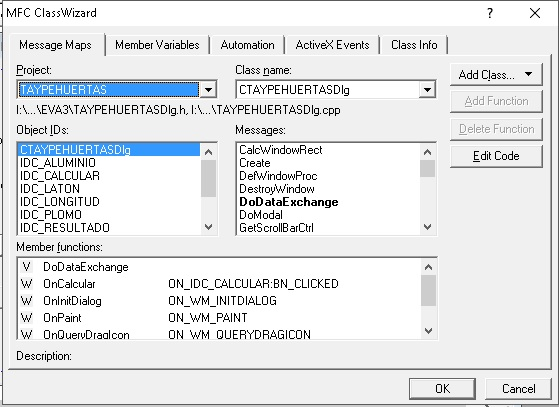 MFC ClassWizard
Message Maps Member Variables Automation ActiveX Events Class Info
Project: Class name:
TAYPEHUERTAS CTAYPEHUERTASDlg
Add Class...
I:\...\EVA3\TAYPEHUERTASDlg.h, I:\...\EVA3\TAYPEHUERTASDlg.cpp
Add Function
Object IDs: Messages:
Delete Function
CTAYPEHUERTASDlg CalcWindowRect
Edit Code
IDC_ALUMINIO Create
IDC_CALCULAR DefWindowProc
IDC_LATON DestroyWindow
IDC_LONGITUD DoDataExchange
IDC_PLOMO DoModal
IDC_RESULTADO GetScrollBarCtrl
Member functions:
V DoDataExchange
W OnCalcular ON_IDC_CALCULAR:BN_CLICKED
W OnInitDialog ON_WM_INITDIALOG
W OnPaint ON_WM_PAINT
W OnQueryDragIcon ON_WM_QUERYDRAGICON
Description:
OK Cancel